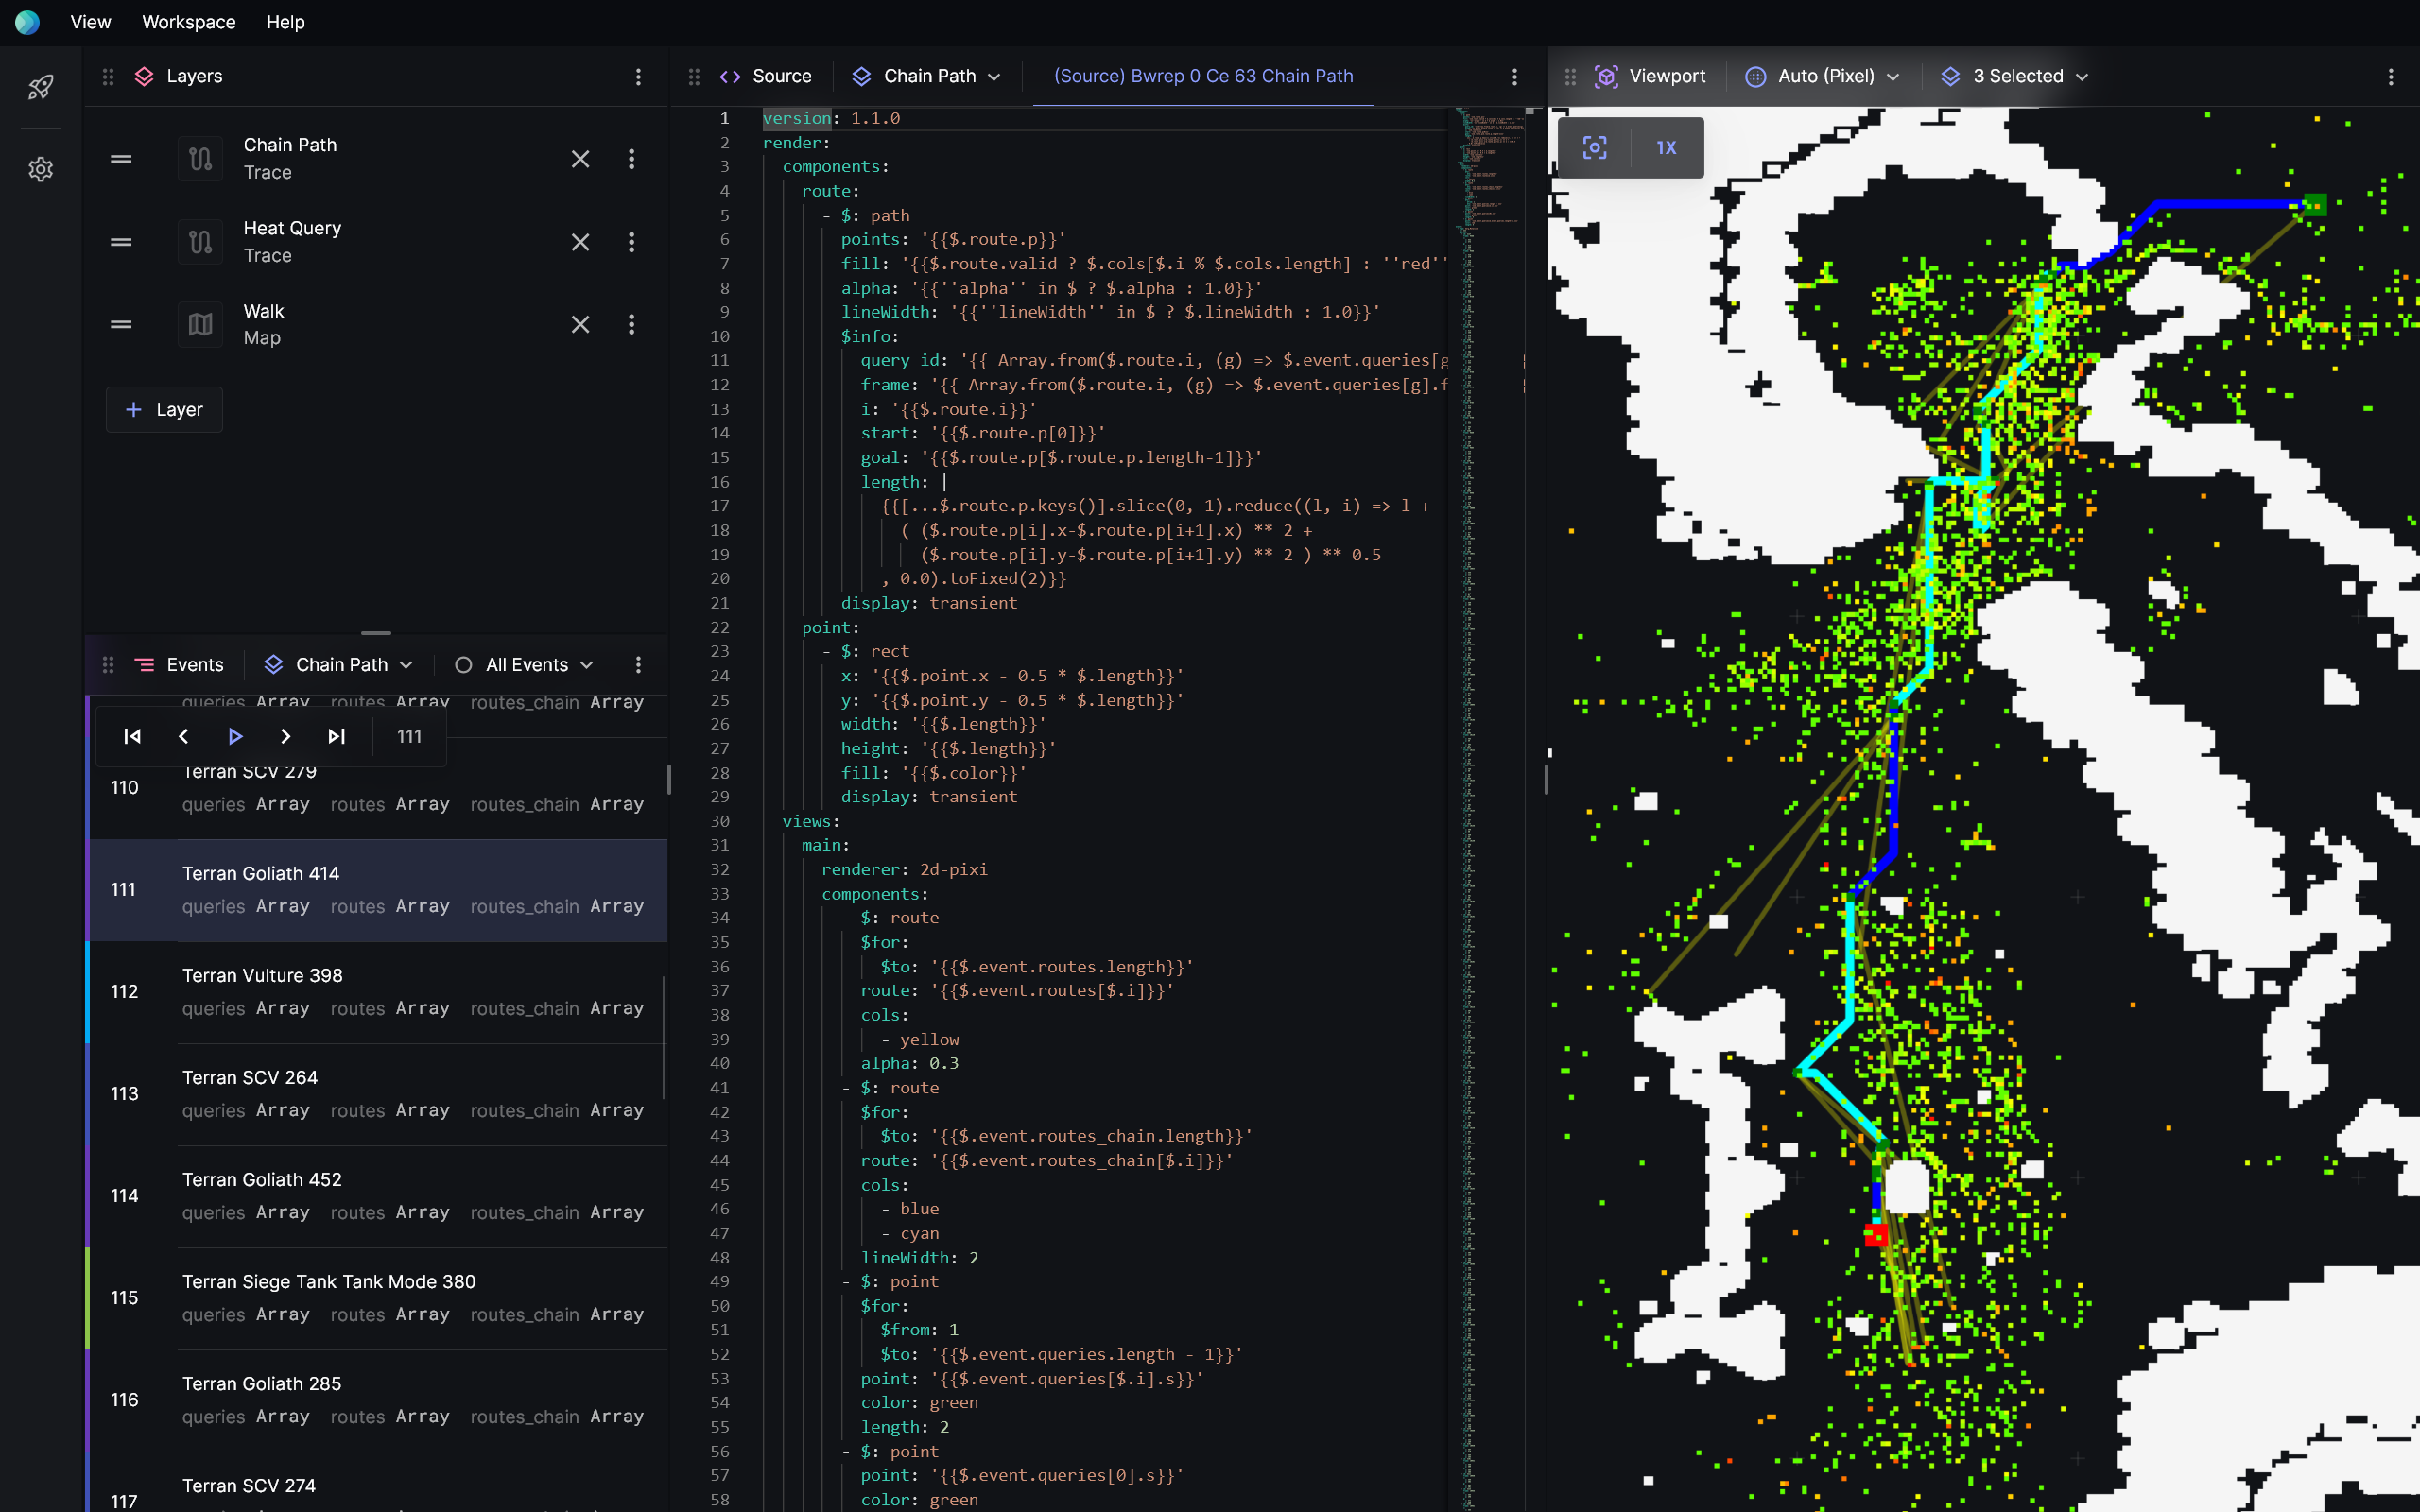 View Workspace Help
Layers
Chain Path
Trace
Heat Query
Trace
Walk
Map
+ Layer
Events Chain Path All Events
queries Array routes Array routes_chain Array
111
110 Terran SCV 279
queries Array routes Array routes_chain Array
111 Terran Goliath 414
queries Array routes Array routes_chain Array
112 Terran Vulture 398
queries Array routes Array routes_chain Array
113 Terran SCV 264
queries Array routes Array routes_chain Array
114 Terran Goliath 452
queries Array routes Array routes_chain Array
115 Terran Siege Tank Tank Mode 380
queries Array routes Array routes_chain Array
116 Terran Goliath 285
queries Array routes Array routes_chain Array
117 Terran SCV 274
Source Chain Path (Source) Bwrep 0 Ce 63 Chain Path
1 version: 1.1.0
2 render:
3 components:
4 route:
5 - $: path
6 points: '{{$.route.p}}'
7 fill: '{{$.route.valid ? $.cols[$.i % $.cols.length] : ''red''
8 alpha: '{{''alpha'' in $ ? $.alpha : 1.0}}'
9 lineWidth: '{{''lineWidth'' in $ ? $.lineWidth : 1.0}}'
10 $info:
11 query_id: '{{ Array.from($.route.i, (g) => $.event.queries[g
12 frame: '{{ Array.from($.route.i, (g) => $.event.queries[g].f
13 i: '{{$.route.i}}'
14 start: '{{$.route.p[0]}}'
15 goal: '{{$.route.p[$.route.p.length-1]}}'
16 length: |
17 {{[...$.route.p.keys()].slice(0,-1).reduce((l, i) => l +
18 ( ($.route.p[i].x-$.route.p[i+1].x) ** 2 +
19 ($.route.p[i].y-$.route.p[i+1].y) ** 2 ) ** 0.5
20 , 0.0).toFixed(2)}}
21 display: transient
22 point:
23 - $: rect
24 x: '{{$.point.x - 0.5 * $.length}}'
25 y: '{{$.point.y - 0.5 * $.length}}'
26 width: '{{$.length}}'
27 height: '{{$.length}}'
28 fill: '{{$.color}}'
29 display: transient
30 views:
31 main:
32 renderer: 2d-pixi
33 components:
34 - $: route
35 $for:
36 $to: '{{$.event.routes.length}}'
37 route: '{{$.event.routes[$.i]}}'
38 cols:
39 - yellow
40 alpha: 0.3
41 - $: route
42 $for:
43 $to: '{{$.event.routes_chain.length}}'
44 route: '{{$.event.routes_chain[$.i]}}'
45 cols:
46 - blue
47 - cyan
48 lineWidth: 2
49 - $: point
50 $for:
51 $from: 1
52 $to: '{{$.event.queries.length - 1}}'
53 point: '{{$.event.queries[$.i].s}}'
54 color: green
55 length: 2
56 - $: point
57 point: '{{$.event.queries[0].s}}'
58 color: green
Viewport Auto (Pixel) 3 Selected
1X